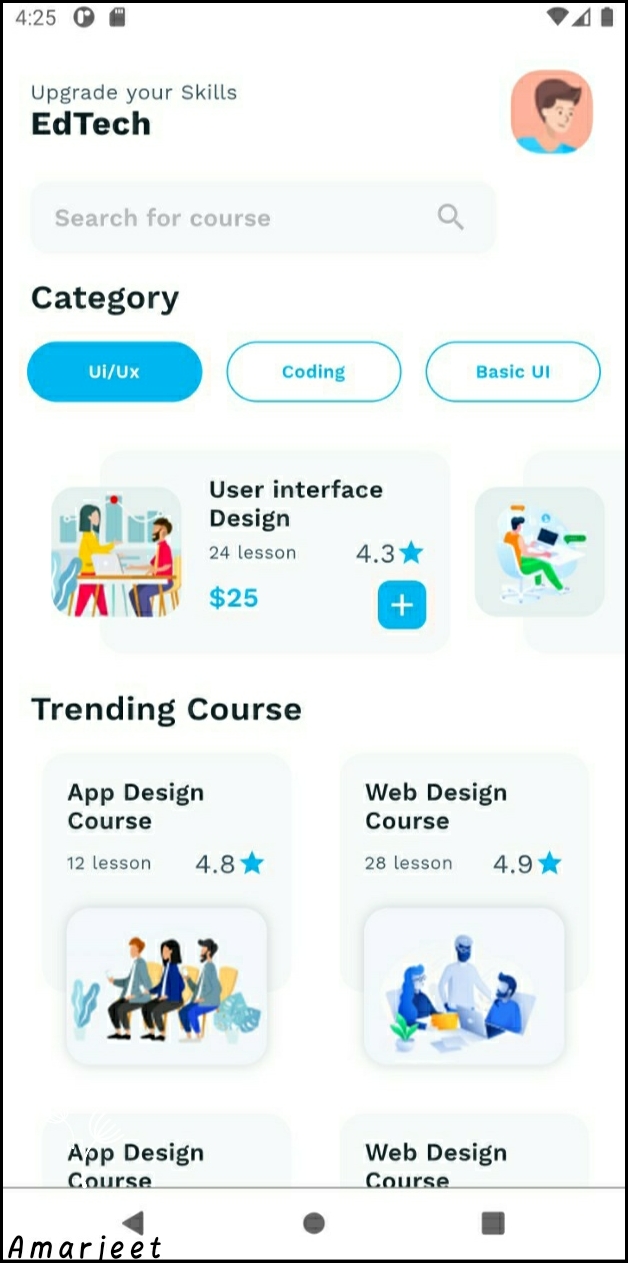 4:25
Upgrade your Skills
EdTech
Search for course
Category
Ui/Ux
Coding
Basic UI
User interface
Design
24 lesson
4.3
$25
Trending Course
App Design
Course
12 lesson
4.8
Web Design
Course
28 lesson
4.9
App Design
Course
Web Design
Course
Amarjeet